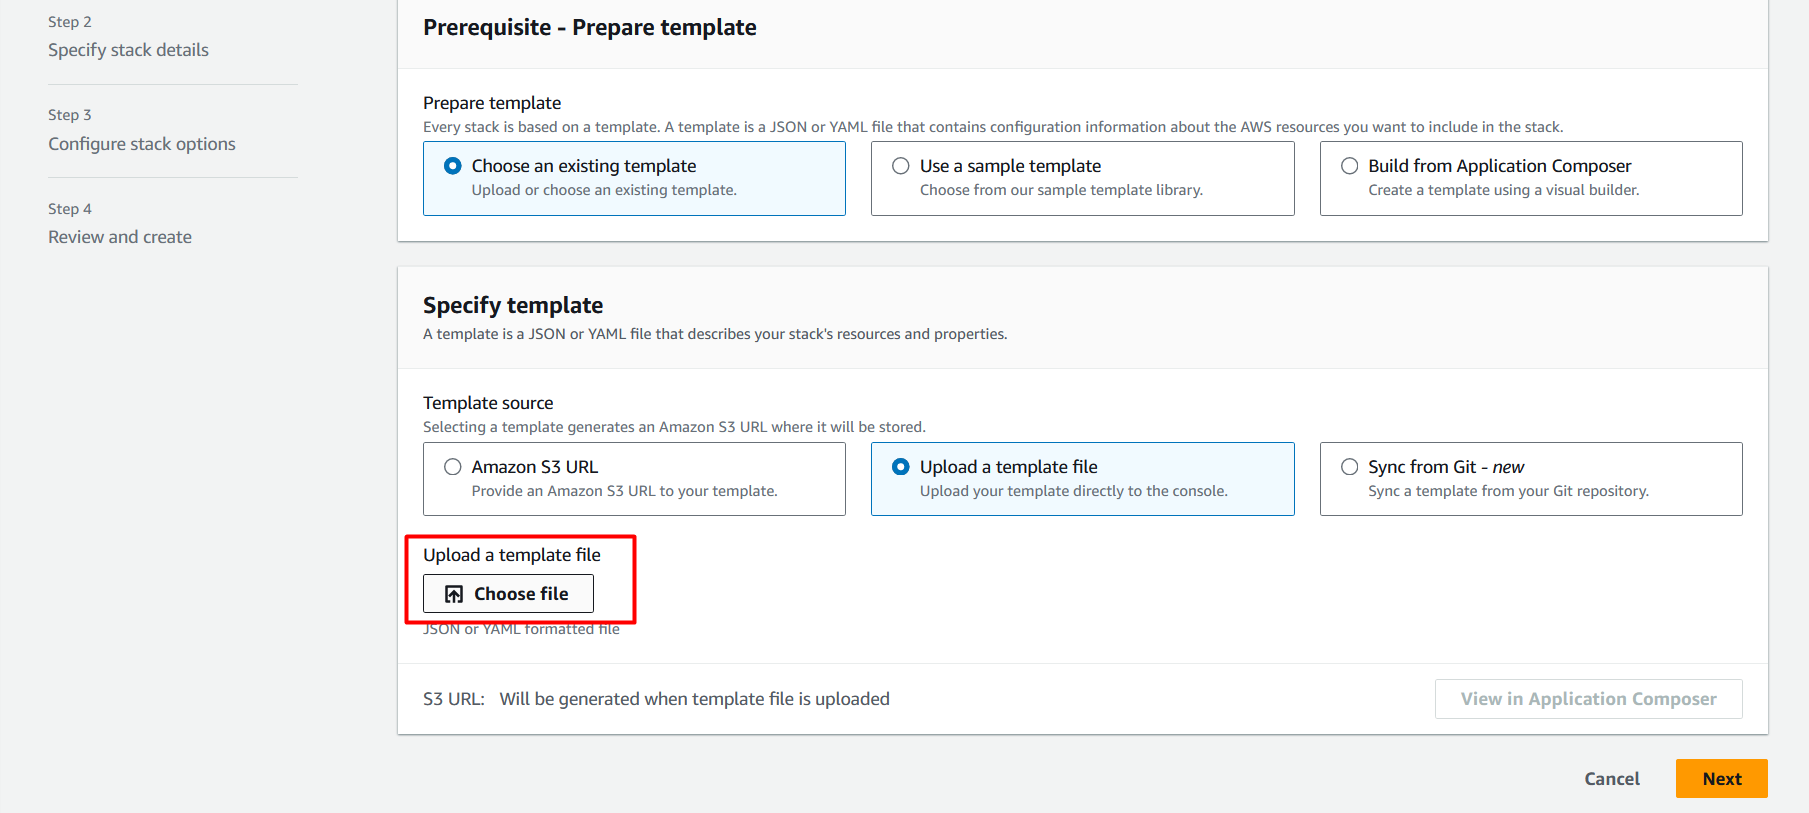 Step 2
Specify stack details
Step 3
Configure stack options
Step 4
Review and create
Prerequisite - Prepare template
Prepare template
Every stack is based on a template. A template is a JSON or YAML file that contains configuration information about the AWS resources you want to include in the stack.
Choose an existing template
Upload or choose an existing template.
Use a sample template
Choose from our sample template library.
Build from Application Composer
Create a template using a visual builder.
Specify template
A template is a JSON or YAML file that describes your stack's resources and properties.
Template source
Selecting a template generates an Amazon S3 URL where it will be stored.
Amazon S3 URL
Provide an Amazon S3 URL to your template.
Upload a template file
Upload your template directly to the console.
Sync from Git - new
Sync a template from your Git repository.
Upload a template file
Choose file
JSON or YAML formatted file
S3 URL: Will be generated when template file is uploaded
View in Application Composer
Cancel
Next